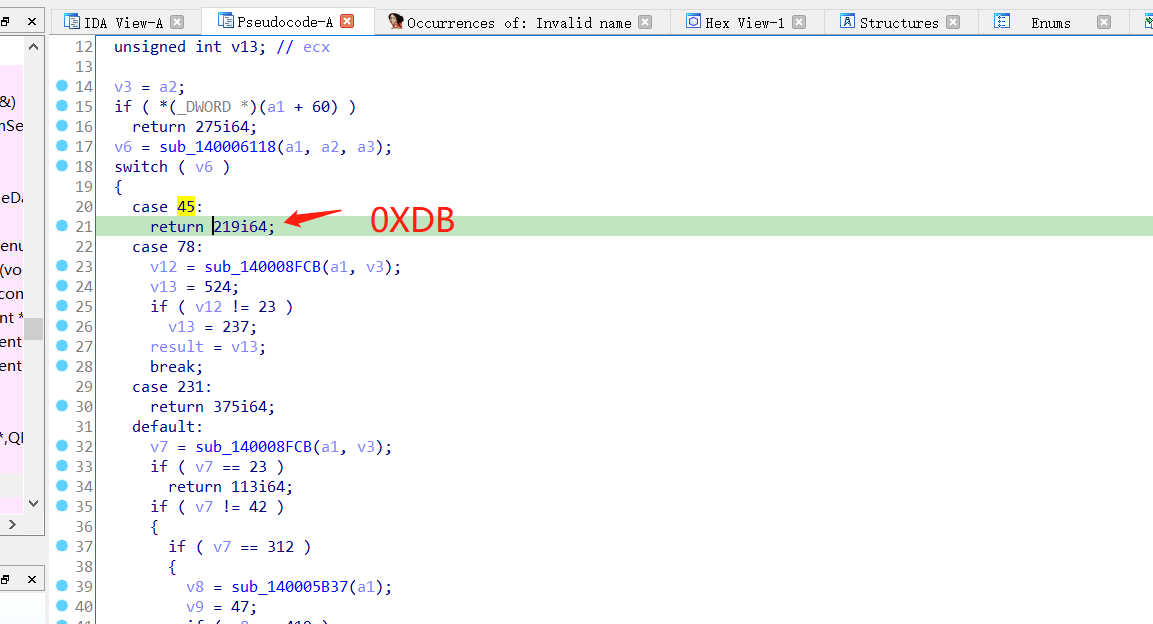 IDA View-A
Pseudocode-A
Occurrences of: Invalid name
Hex View-1
Structures
Enums
&)
nSe
eDa
enu
(vo
con
nt *
ent
ent
*,QI
12 unsigned int v13; // ecx
13
14 v3 = a2;
15 if ( *(_DWORD *)(a1 + 60) )
16 return 275i64;
17 v6 = sub_140006118(a1, a2, a3);
18 switch ( v6 )
19 {
20 case 45:
21 return 219i64;
0XDB
22 case 78:
23 v12 = sub_140008FCB(a1, v3);
24 v13 = 524;
25 if ( v12 != 23 )
26 v13 = 237;
27 result = v13;
28 break;
29 case 231:
30 return 375i64;
31 default:
32 v7 = sub_140008FCB(a1, v3);
33 if ( v7 == 23 )
34 return 113i64;
35 if ( v7 != 42 )
36 {
37 if ( v7 == 312 )
38 {
39 v8 = sub_140005B37(a1);
40 v9 = 47;